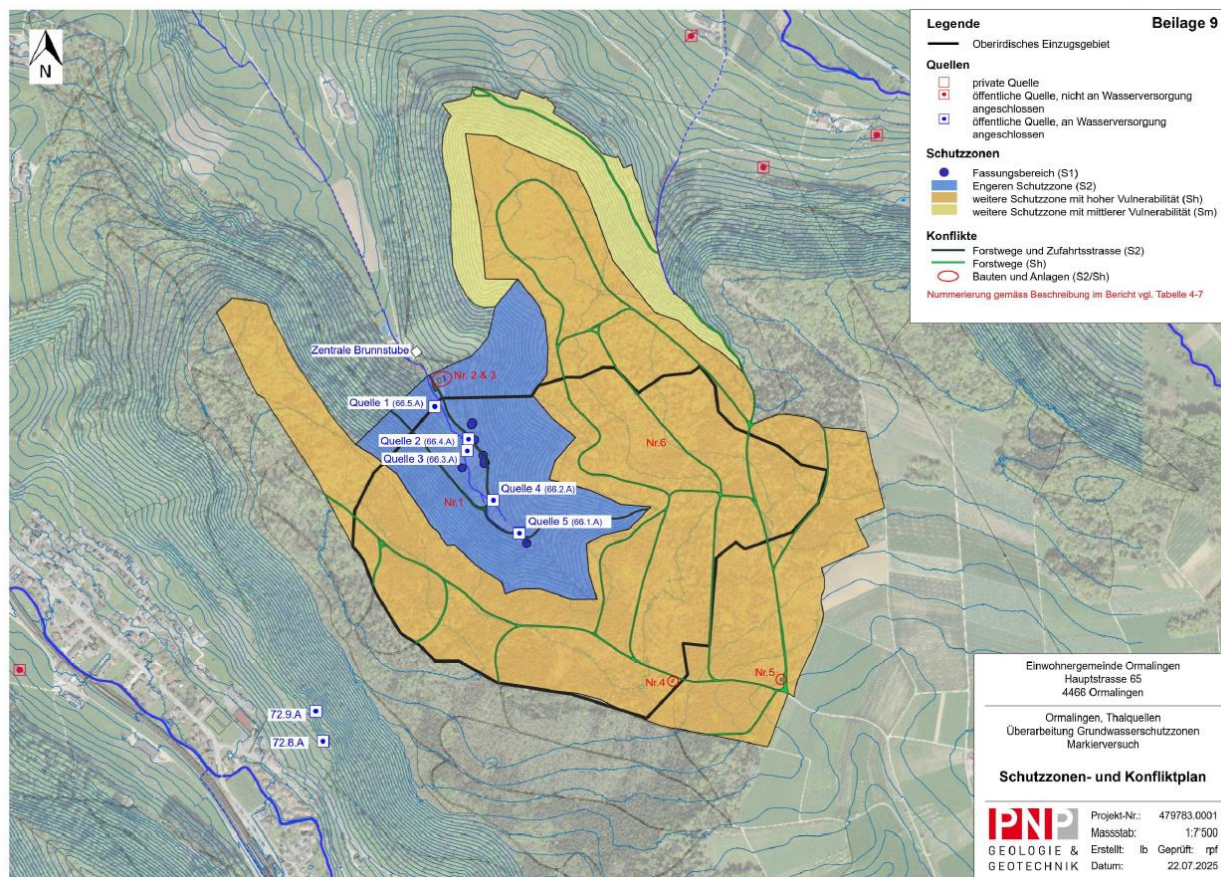 N
Legende
Beilage 9
Oberirdisches Einzugsgebiet
Quellen
private Quelle
öffentliche Quelle, nicht an Wasserversorgung
angeschlossen
öffentliche Quelle, an Wasserversorgung
angeschlossen
Schutzzonen
Fassungsbereich (S1)
Engeren Schutzzone (S2)
weitere Schutzzone mit hoher Vulnerabilität (Sh)
weitere Schutzzone mit mittlerer Vulnerabilität (Sm)
Konflikte
Forstwege und Zufahrtsstrasse (S2)
Forstwege (Sh)
Bauten und Anlagen (S2/Sh)
Nummerierung gemäss Beschreibung im Bericht vgl. Tabelle 4-7
Zentrale Brunnstube
Nr. 2 & 3
Quelle 1 (66.5.A)
Quelle 2 (66.4.A)
Quelle 3 (66.3.A)
Nr.6
Quelle 4 (66.2.A)
Nr.1
Quelle 5 (66.1.A)
Nr.4
Nr.5
72.9.A
72.8.A
Einwohnergemeinde Ormalingen
Hauptstrasse 65
4466 Ormalingen
Ormalingen, Thalquellen
Überarbeitung Grundwasserschutzzonen
Markierversuch
Schutzzonen- und Konfliktplan
PNP
GEOLOGIE &
GEOTECHNIK
Projekt-Nr.: 479783.0001
Massstab: 1:7'500
Erstellt: lb Geprüft: rpf
Datum: 22.07.2025